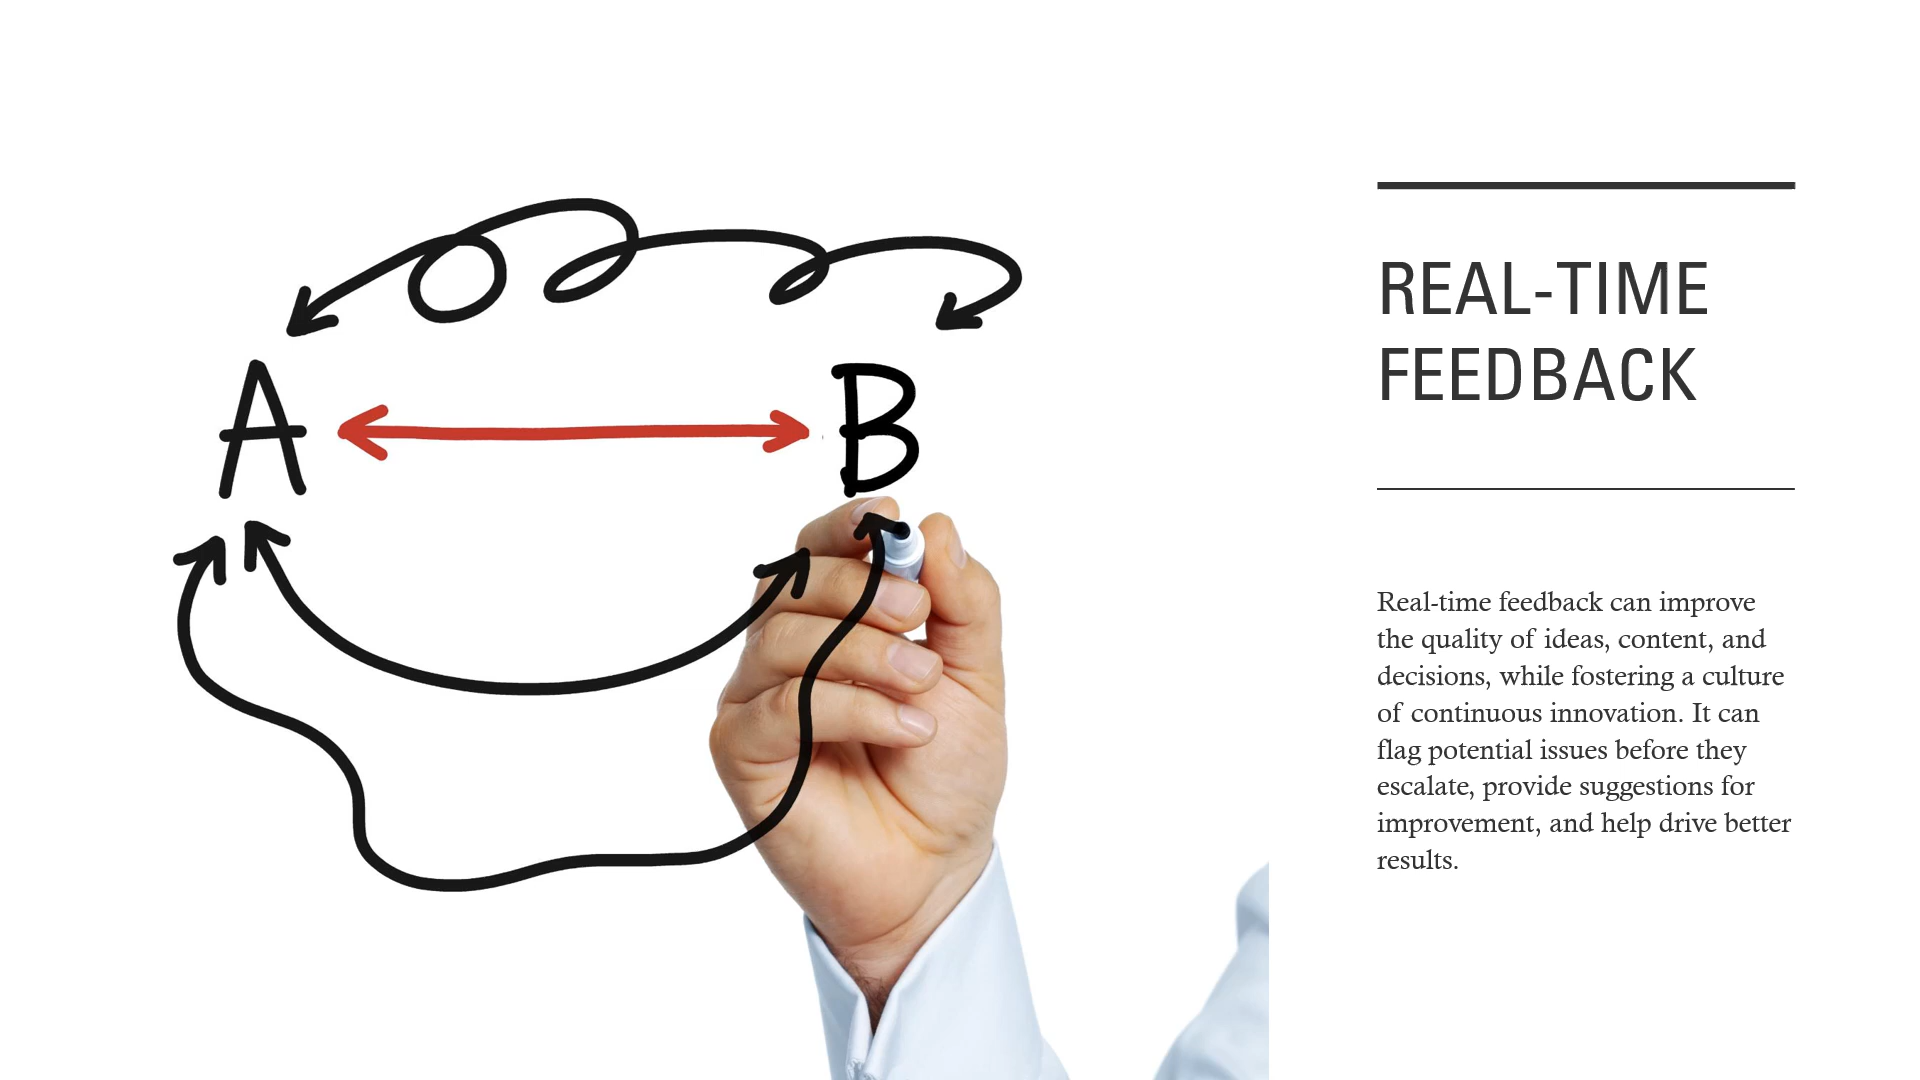 A
B
REAL-TIME
FEEDBACK
Real-time feedback can improve
the quality of ideas, content, and
decisions, while fostering a culture
of continuous innovation. It can
flag potential issues before they
escalate, provide suggestions for
improvement, and help drive better
results.